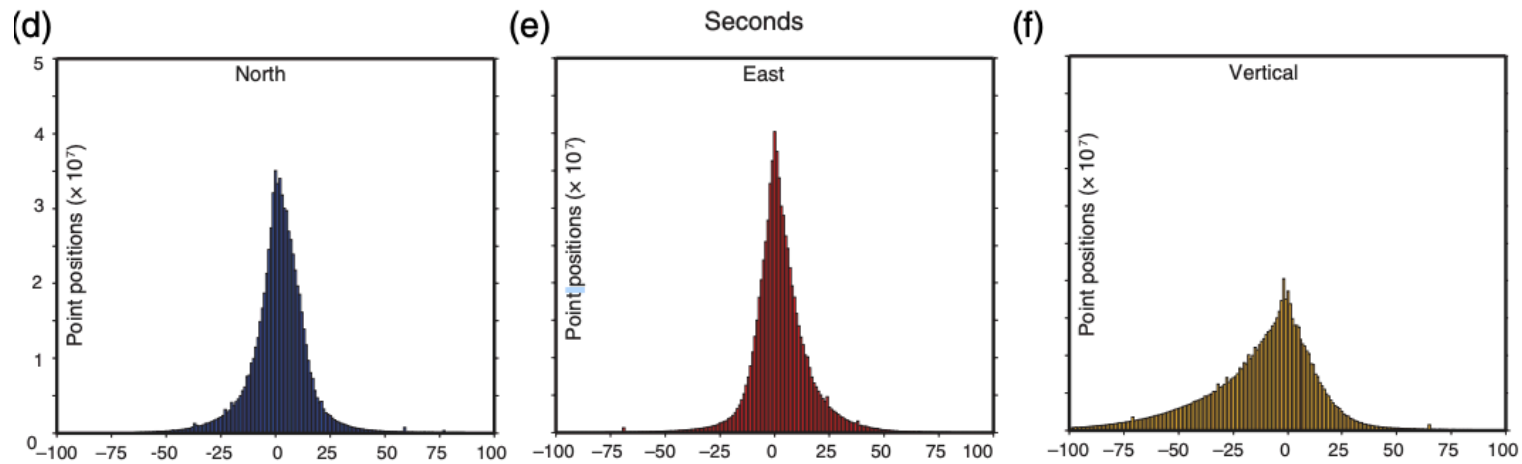 (d)
(e)
Seconds
(f)
North
East
Vertical
Point positions (× 10⁷)
Point positions (× 10⁷)
Point positions (× 10⁷)
5
4
3
2
1
0
−100 −75 −50 −25 0 25 50 75 100
−100 −75 −50 −25 0 25 50 75 100
−100 −75 −50 −25 0 25 50 75 100